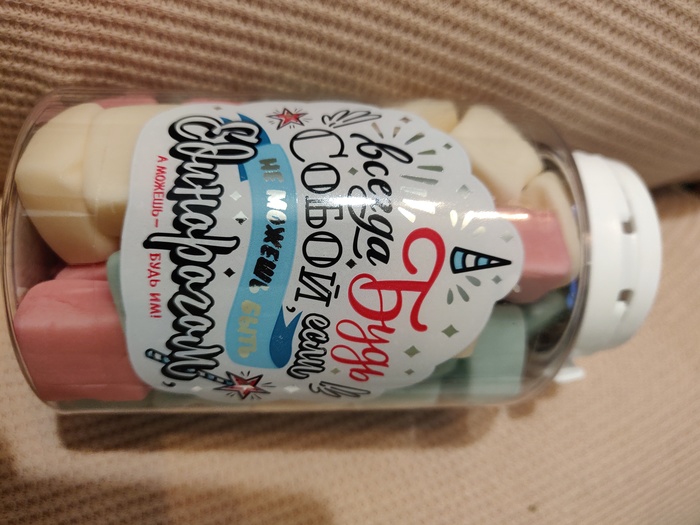 всегда Будь
СОБОЙ, если
НЕ МОЖЕШЬ БЫТЬ
единорогом,
А МОЖЕШЬ – БУДЬ ИМ!